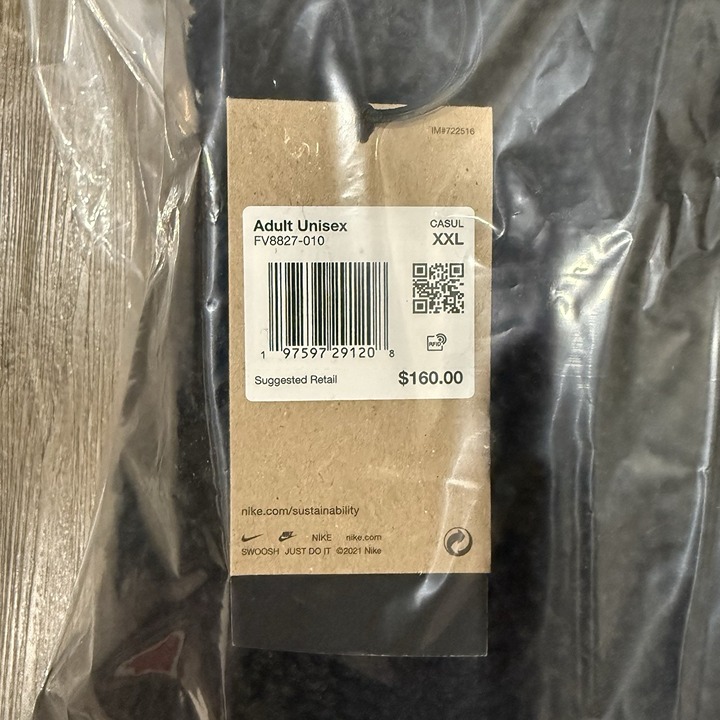 IM#722516
Adult Unisex
FV8827-010
CASUL
XXL
1 97597 29120 8
RFID
Suggested Retail
$160.00
nike.com/sustainability
NIKE nike.com
SWOOSH JUST DO IT ©2021 Nike